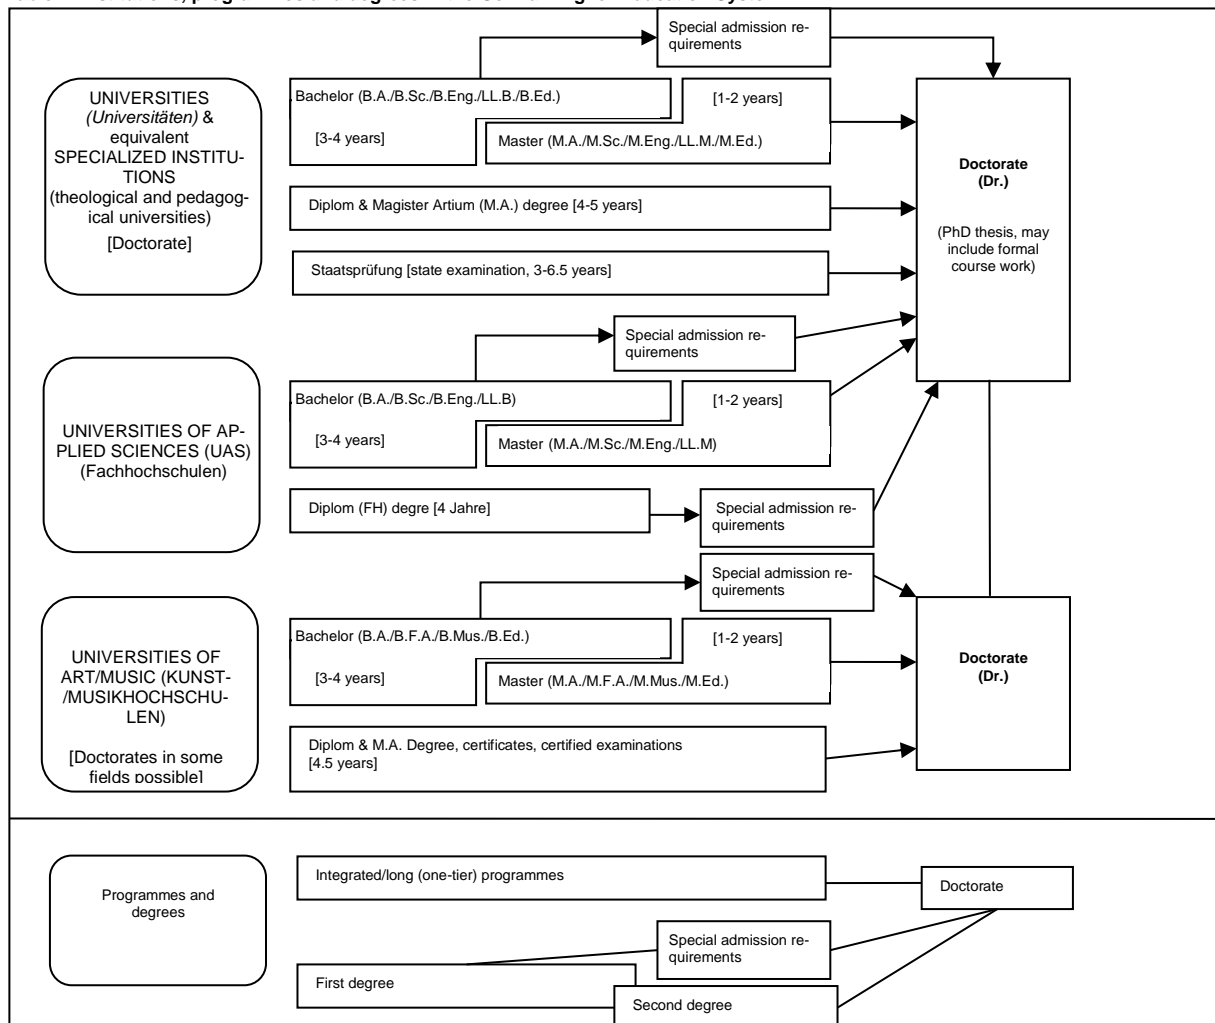 Special admission re-
quirements
UNIVERSITIES
(Universitäten) &
equivalent
SPECIALIZED INSTITU-
TIONS
(theological and pedagog-
ical universities)
[Doctorate]
Bachelor (B.A./B.Sc./B.Eng./LL.B./B.Ed.)
[1-2 years]
[3-4 years]
Master (M.A./M.Sc./M.Eng./LL.M./M.Ed.)
Diplom & Magister Artium (M.A.) degree [4-5 years]
Staatsprüfung [state examination, 3-6.5 years]
Doctorate
(Dr.)
(PhD thesis, may
include formal
course work)
Special admission re-
quirements
UNIVERSITIES OF AP-
PLIED SCIENCES (UAS)
(Fachhochschulen)
Bachelor (B.A./B.Sc./B.Eng./LL.B)
[1-2 years]
[3-4 years]
Master (M.A./M.Sc./M.Eng./LL.M)
Diplom (FH) degre [4 Jahre]
Special admission re-
quirements
Special admission re-
quirements
UNIVERSITIES OF
ART/MUSIC (KUNST-
/MUSIKHOCHSCHU-
LEN)
[Doctorates in some
fields possible]
Bachelor (B.A./B.F.A./B.Mus./B.Ed.)
[1-2 years]
[3-4 years]
Master (M.A./M.F.A./M.Mus./M.Ed.)
Diplom & M.A. Degree, certificates, certified examinations
[4.5 years]
Doctorate
(Dr.)
Programmes and
degrees
Integrated/long (one-tier) programmes
Doctorate
Special admission re-
quirements
First degree
Second degree